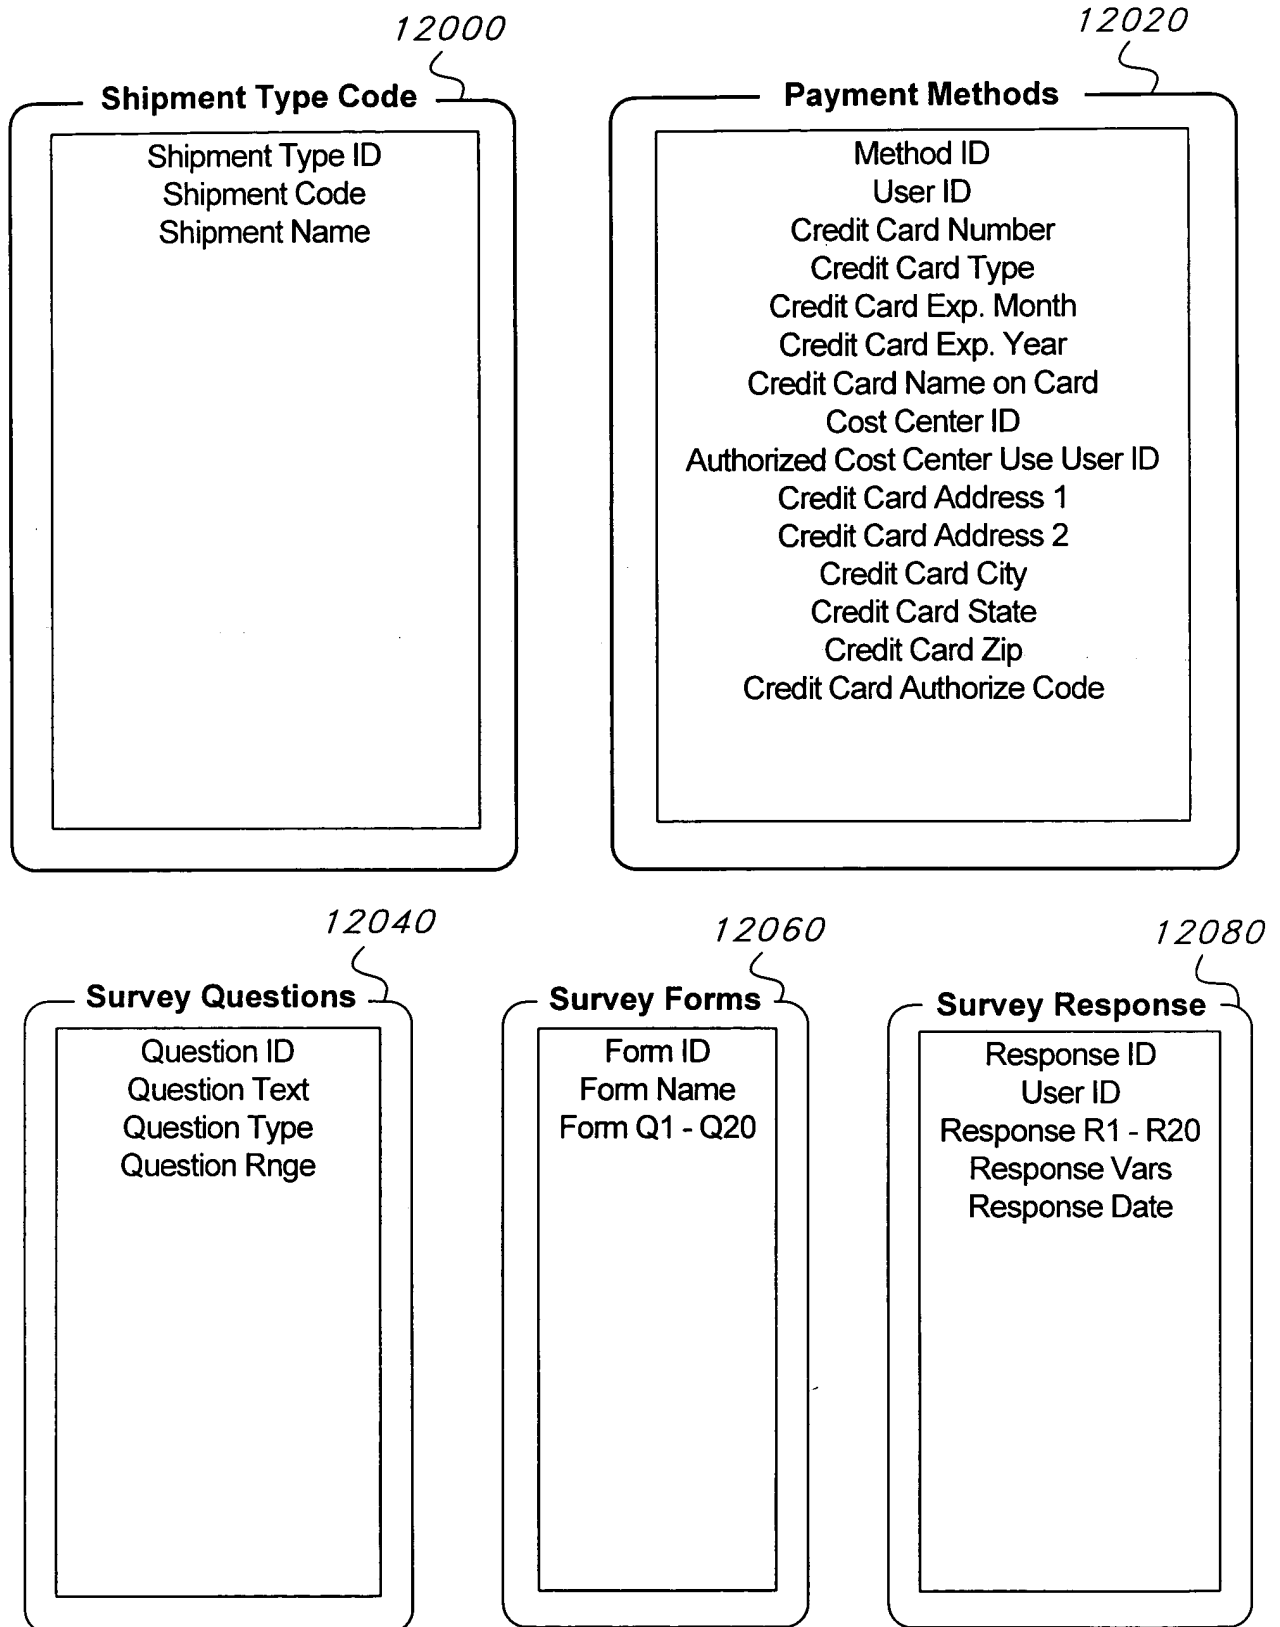 12000
Shipment Type Code
Shipment Type ID
Shipment Code
Shipment Name
12020
Payment Methods
Method ID
User ID
Credit Card Number
Credit Card Type
Credit Card Exp. Month
Credit Card Exp. Year
Credit Card Name on Card
Cost Center ID
Authorized Cost Center Use User ID
Credit Card Address 1
Credit Card Address 2
Credit Card City
Credit Card State
Credit Card Zip
Credit Card Authorize Code
12040
Survey Questions
Question ID
Question Text
Question Type
Question Rnge
12060
Survey Forms
Form ID
Form Name
Form Q1 - Q20
12080
Survey Response
Response ID
User ID
Response R1 - R20
Response Vars
Response Date